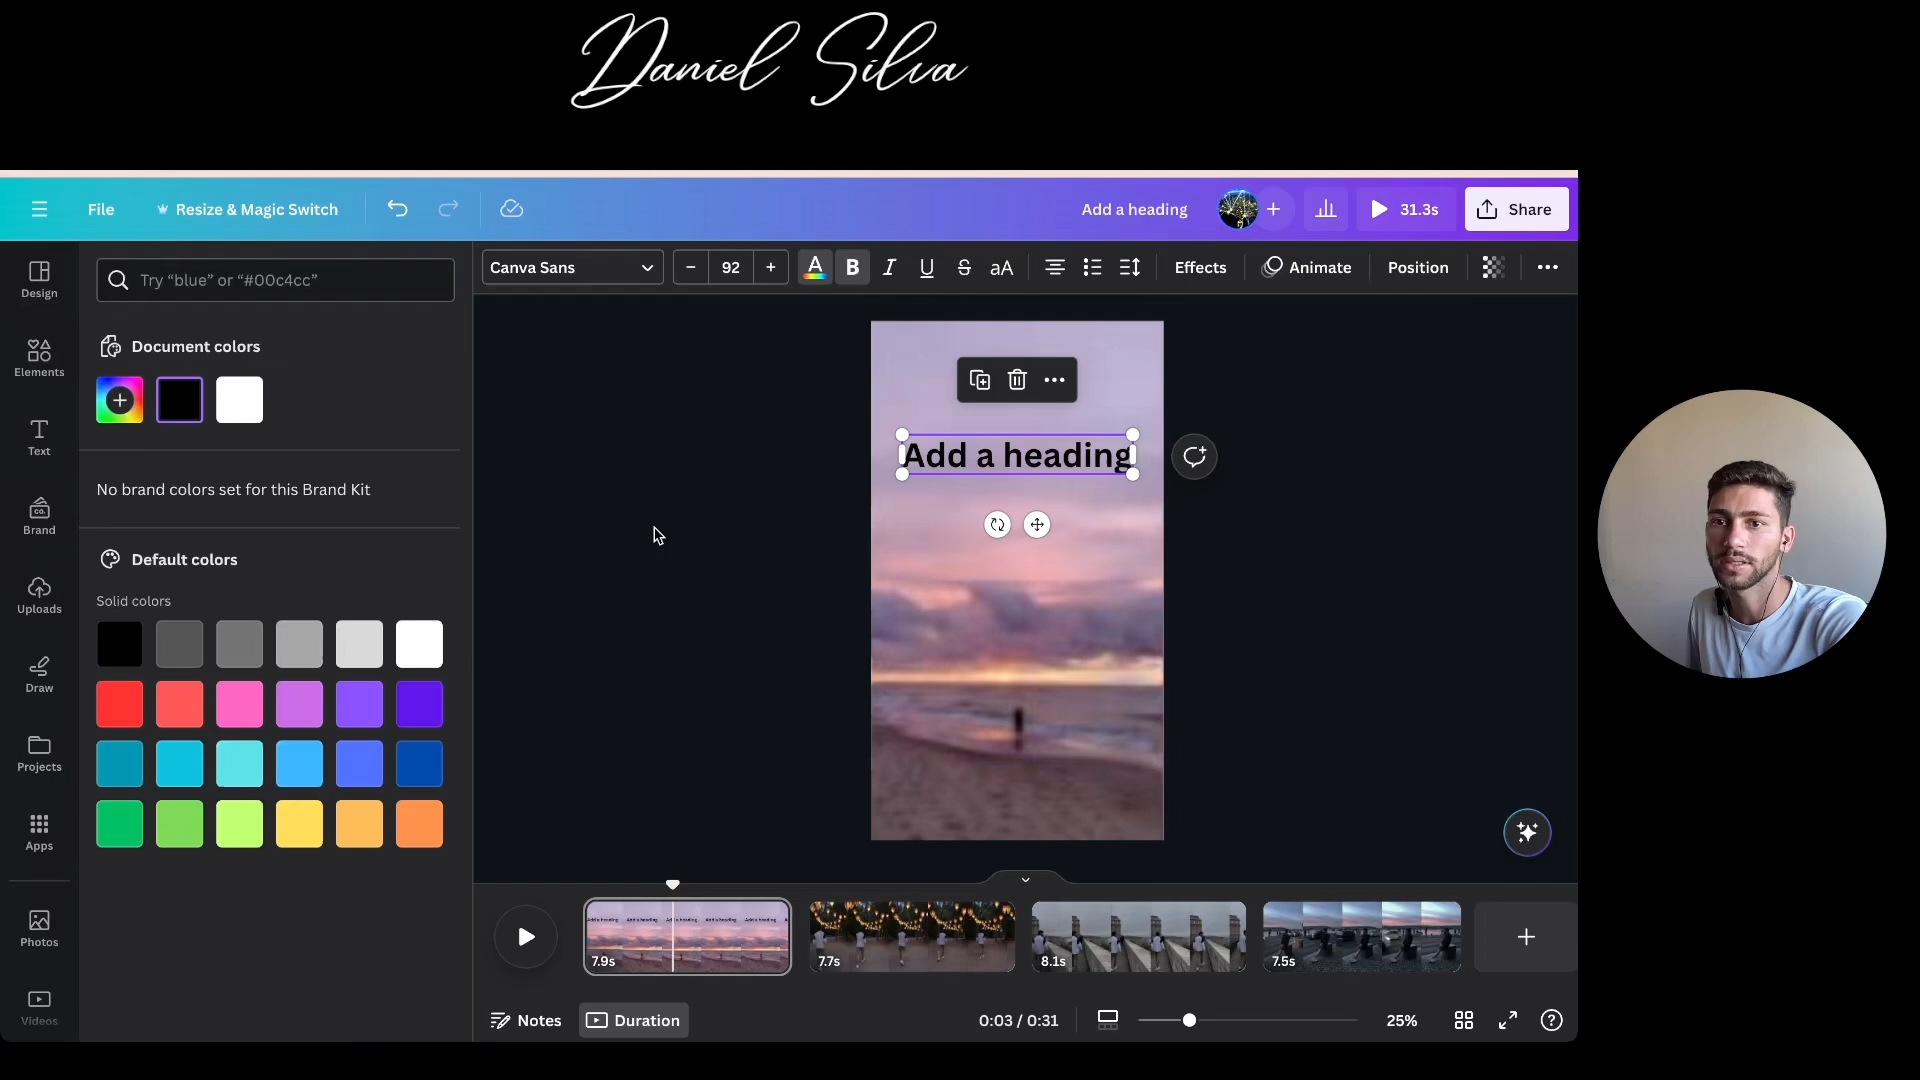 Daniel Silva
File
Resize & Magic Switch
Add a heading
31.3s
Share
Design
Elements
Text
Brand
Uploads
Draw
Projects
Apps
Photos
Videos
Try “blue” or “#00c4cc”
Document colors
No brand colors set for this Brand Kit
Default colors
Solid colors
Canva Sans
– 92 +
A B I U S aA
Effects
Animate
Position
Add a heading
7.9s
7.7s
8.1s
7.5s
Notes
Duration
0:03 / 0:31
25%